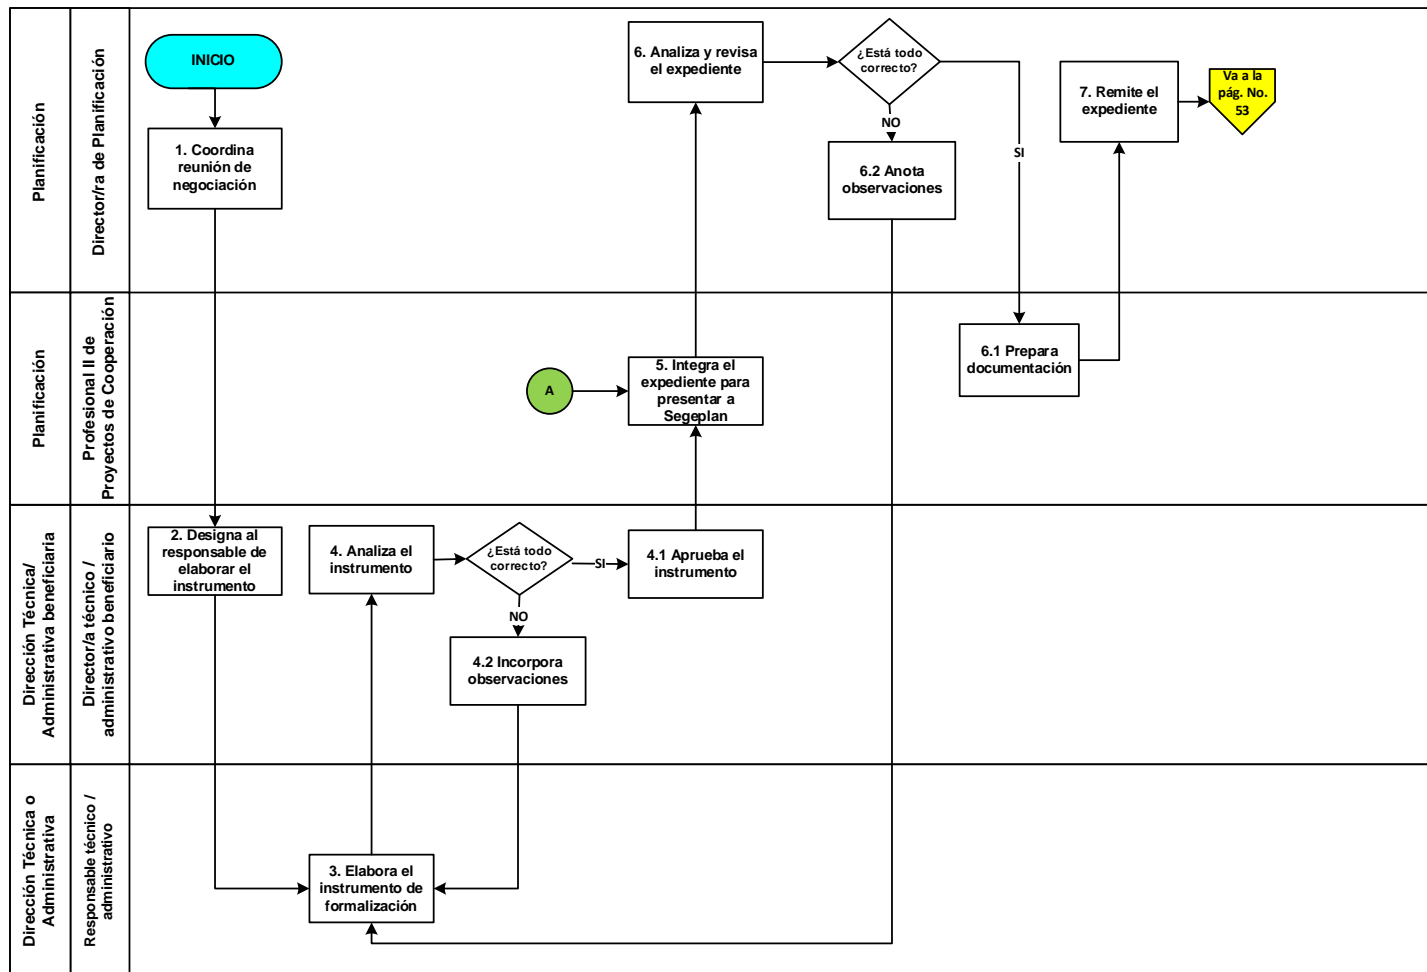 Planificación
Director/ra de Planificación
INICIO
1. Coordina
reunión de
negociación
6. Analiza y revisa
el expediente
¿Está todo
correcto?
NO
SI
6.2 Anota
observaciones
7. Remite el
expediente
Va a la
pág. No.
53
Planificación
Profesional II de
Proyectos de Cooperación
A
5. Integra el
expediente para
presentar a
Segeplan
6.1 Prepara
documentación
Dirección Técnica/
Administrativa beneficiaria
Director/a técnico /
administrativo beneficiario
2. Designa al
responsable de
elaborar el
instrumento
4. Analiza el
instrumento
¿Está todo
correcto?
SI
NO
4.1 Aprueba el
instrumento
4.2 Incorpora
observaciones
Dirección Técnica o
Administrativa
Responsable técnico /
administrativo
3. Elabora el
instrumento de
formalización